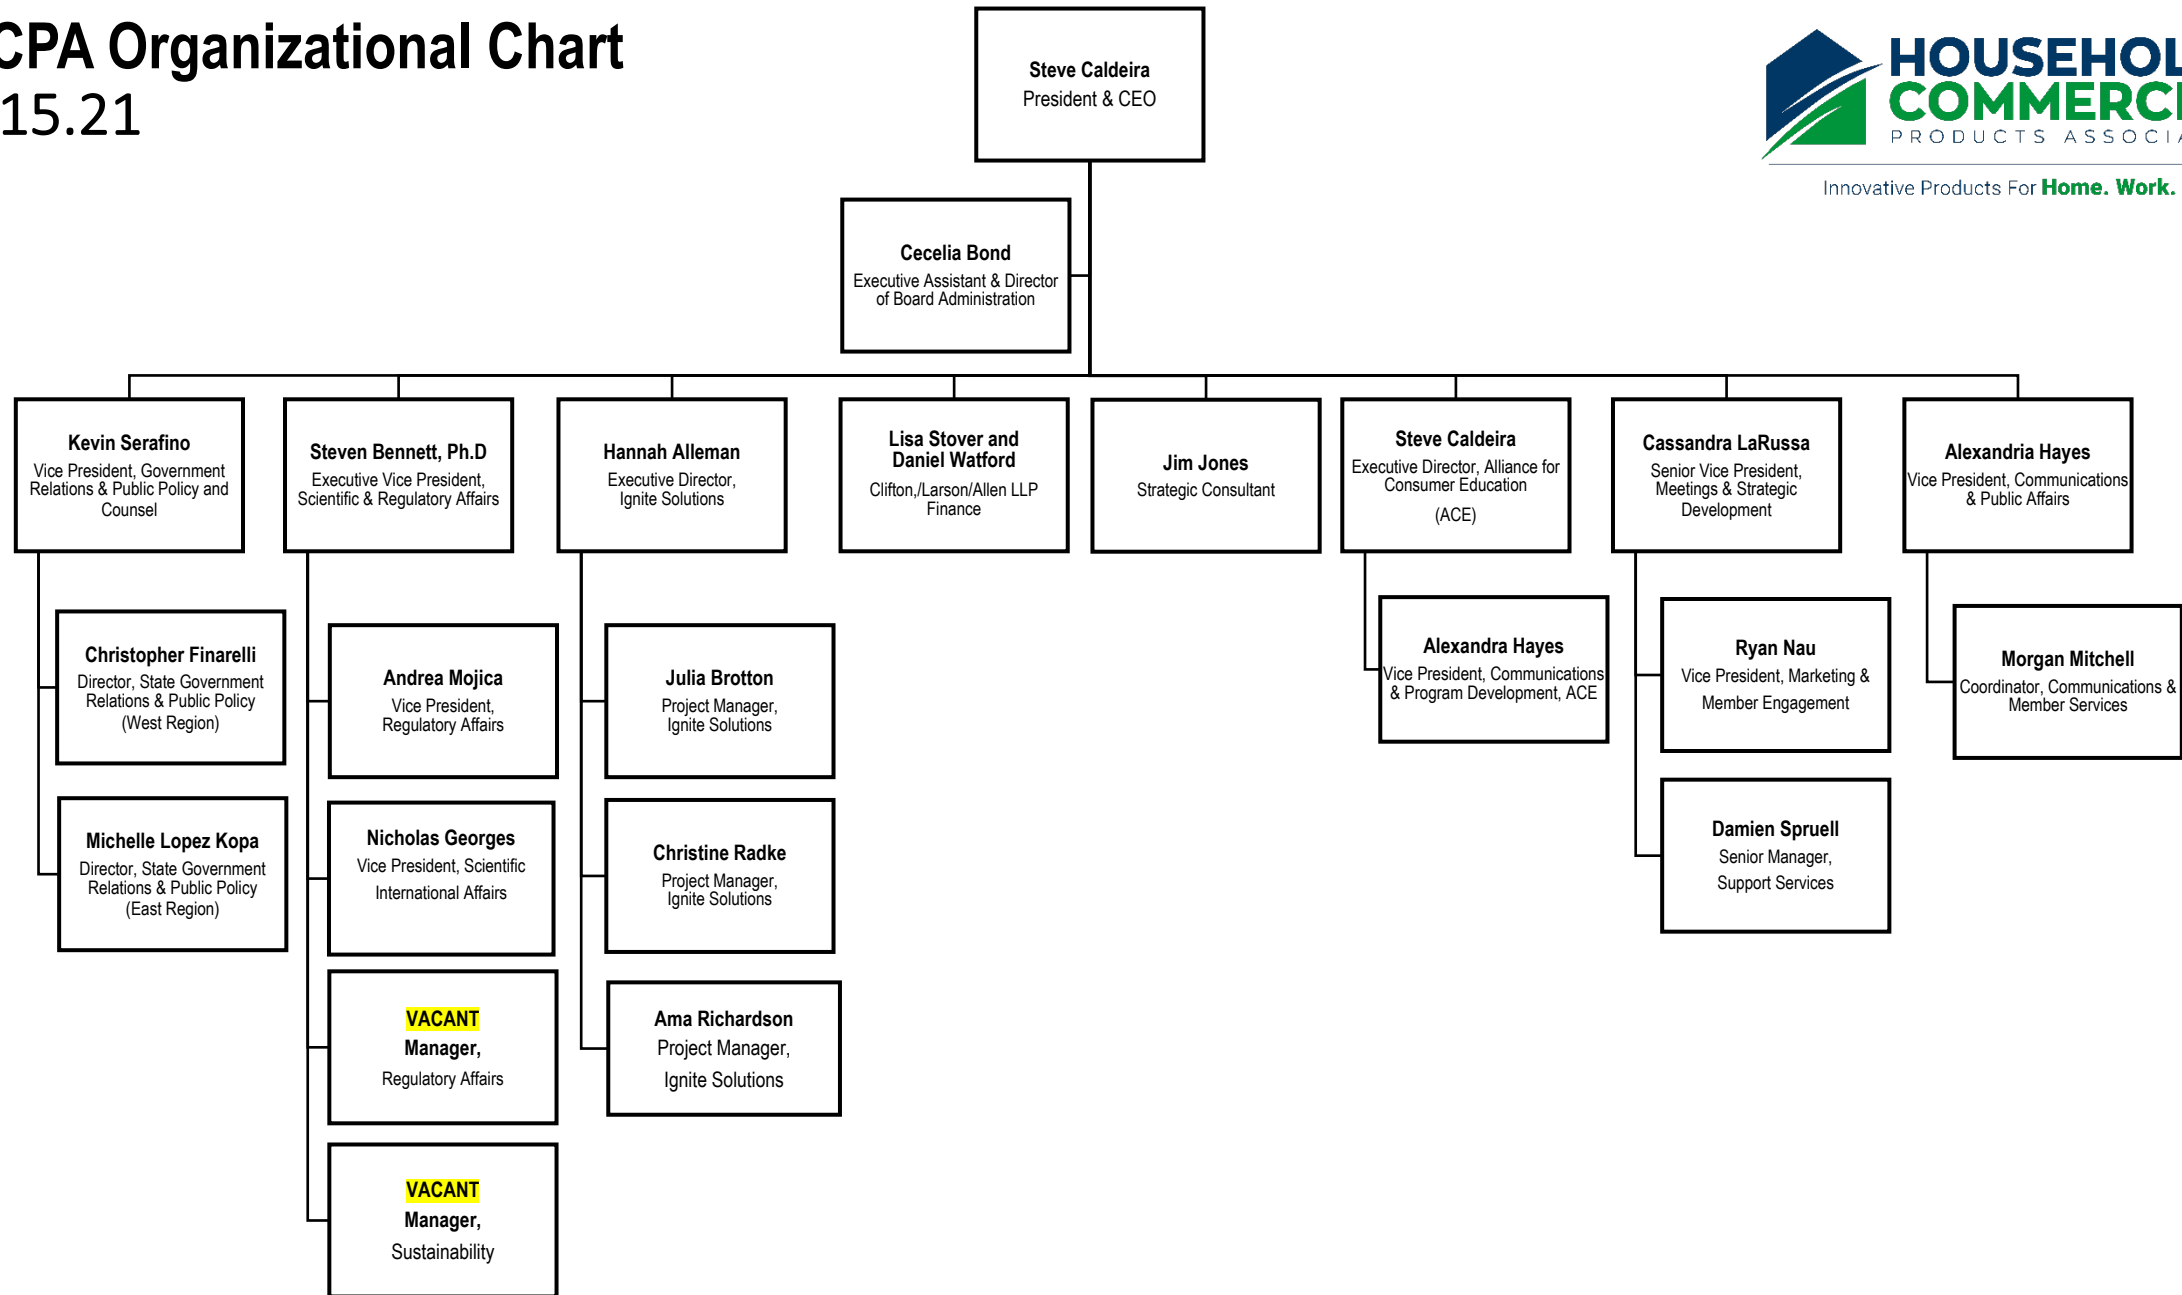 CPA Organizational Chart
15.21
HOUSEHOL
COMMERCI
PRODUCTS ASSOCIA
Innovative Products For Home. Work.
Steve Caldeira
President & CEO
Cecelia Bond
Executive Assistant & Director
of Board Administration
Kevin Serafino
Vice President, Government
Relations & Public Policy and
Counsel
Steven Bennett, Ph.D
Executive Vice President,
Scientific & Regulatory Affairs
Hannah Alleman
Executive Director,
Ignite Solutions
Lisa Stover and
Daniel Watford
Clifton,/Larson/Allen LLP
Finance
Jim Jones
Strategic Consultant
Steve Caldeira
Executive Director, Alliance for
Consumer Education
(ACE)
Cassandra LaRussa
Senior Vice President,
Meetings & Strategic
Development
Alexandria Hayes
Vice President, Communications
& Public Affairs
Christopher Finarelli
Director, State Government
Relations & Public Policy
(West Region)
Michelle Lopez Kopa
Director, State Government
Relations & Public Policy
(East Region)
Andrea Mojica
Vice President,
Regulatory Affairs
Nicholas Georges
Vice President, Scientific
International Affairs
VACANT
Manager,
Regulatory Affairs
VACANT
Manager,
Sustainability
Julia Brotton
Project Manager,
Ignite Solutions
Christine Radke
Project Manager,
Ignite Solutions
Ama Richardson
Project Manager,
Ignite Solutions
Alexandra Hayes
Vice President, Communications
& Program Development, ACE
Ryan Nau
Vice President, Marketing &
Member Engagement
Damien Spruell
Senior Manager,
Support Services
Morgan Mitchell
Coordinator, Communications &
Member Services